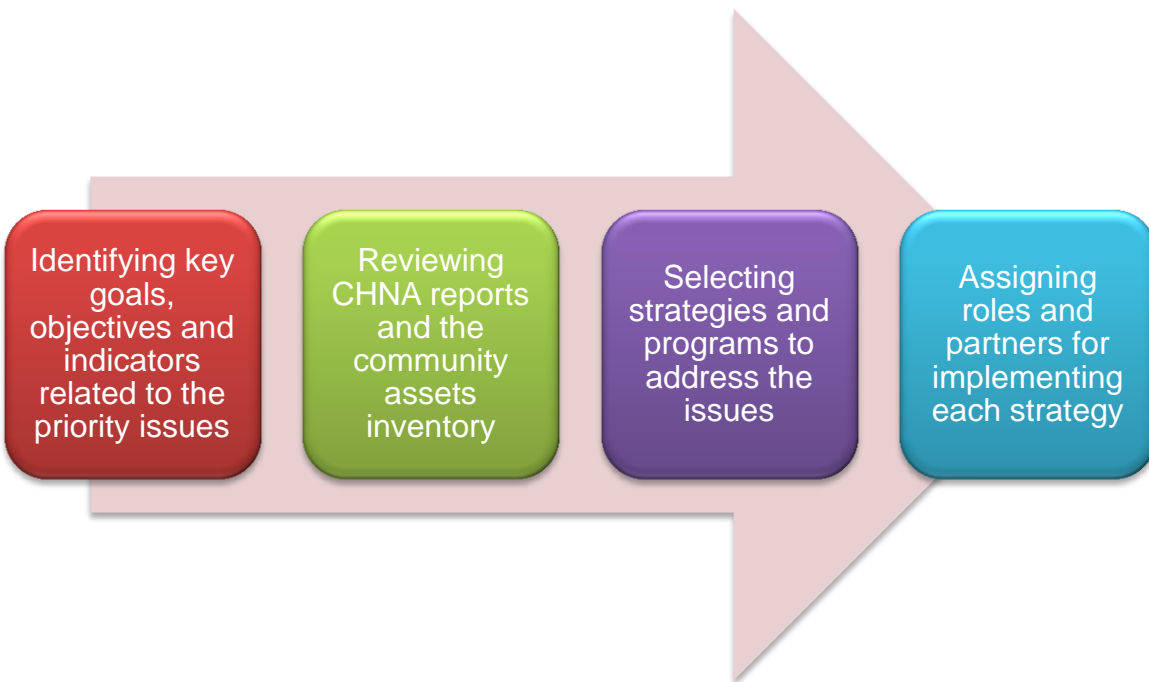 Identifying key
goals,
objectives and
indicators
related to the
priority issues
Reviewing
CHNA reports
and the
community
assets
inventory
Selecting
strategies and
programs to
address the
issues
Assigning
roles and
partners for
implementing
each strategy